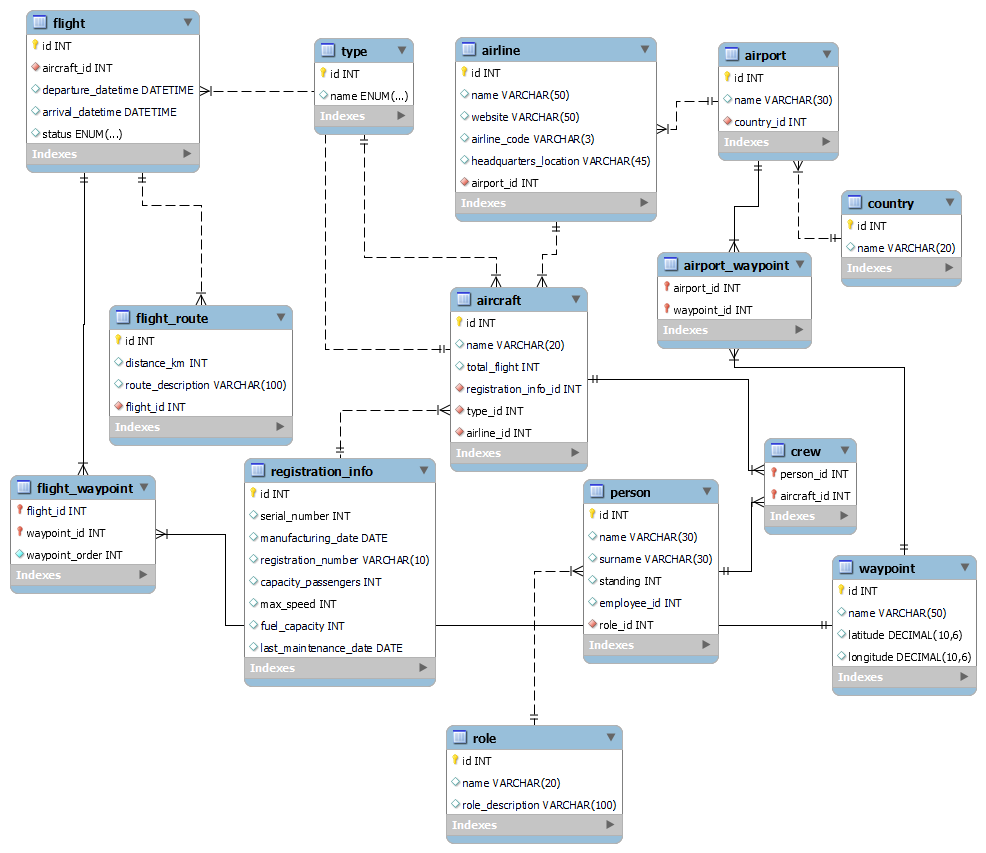 flight
id INT
aircraft_id INT
departure_datetime DATETIME
arrival_datetime DATETIME
status ENUM(...)
Indexes
type
id INT
name ENUM(...)
Indexes
airline
id INT
name VARCHAR(50)
website VARCHAR(50)
airline_code VARCHAR(3)
headquarters_location VARCHAR(45)
airport_id INT
Indexes
airport
id INT
name VARCHAR(30)
country_id INT
Indexes
country
id INT
name VARCHAR(20)
Indexes
airport_waypoint
airport_id INT
waypoint_id INT
Indexes
flight_route
id INT
distance_km INT
route_description VARCHAR(100)
flight_id INT
Indexes
aircraft
id INT
name VARCHAR(20)
total_flight INT
registration_info_id INT
type_id INT
airline_id INT
Indexes
crew
person_id INT
aircraft_id INT
Indexes
flight_waypoint
flight_id INT
waypoint_id INT
waypoint_order INT
Indexes
registration_info
id INT
serial_number INT
manufacturing_date DATE
registration_number VARCHAR(10)
capacity_passengers INT
max_speed INT
fuel_capacity INT
last_maintenance_date DATE
Indexes
person
id INT
name VARCHAR(30)
surname VARCHAR(30)
standing INT
employee_id INT
role_id INT
Indexes
waypoint
id INT
name VARCHAR(50)
latitude DECIMAL(10,6)
longitude DECIMAL(10,6)
Indexes
role
id INT
name VARCHAR(20)
role_description VARCHAR(100)
Indexes